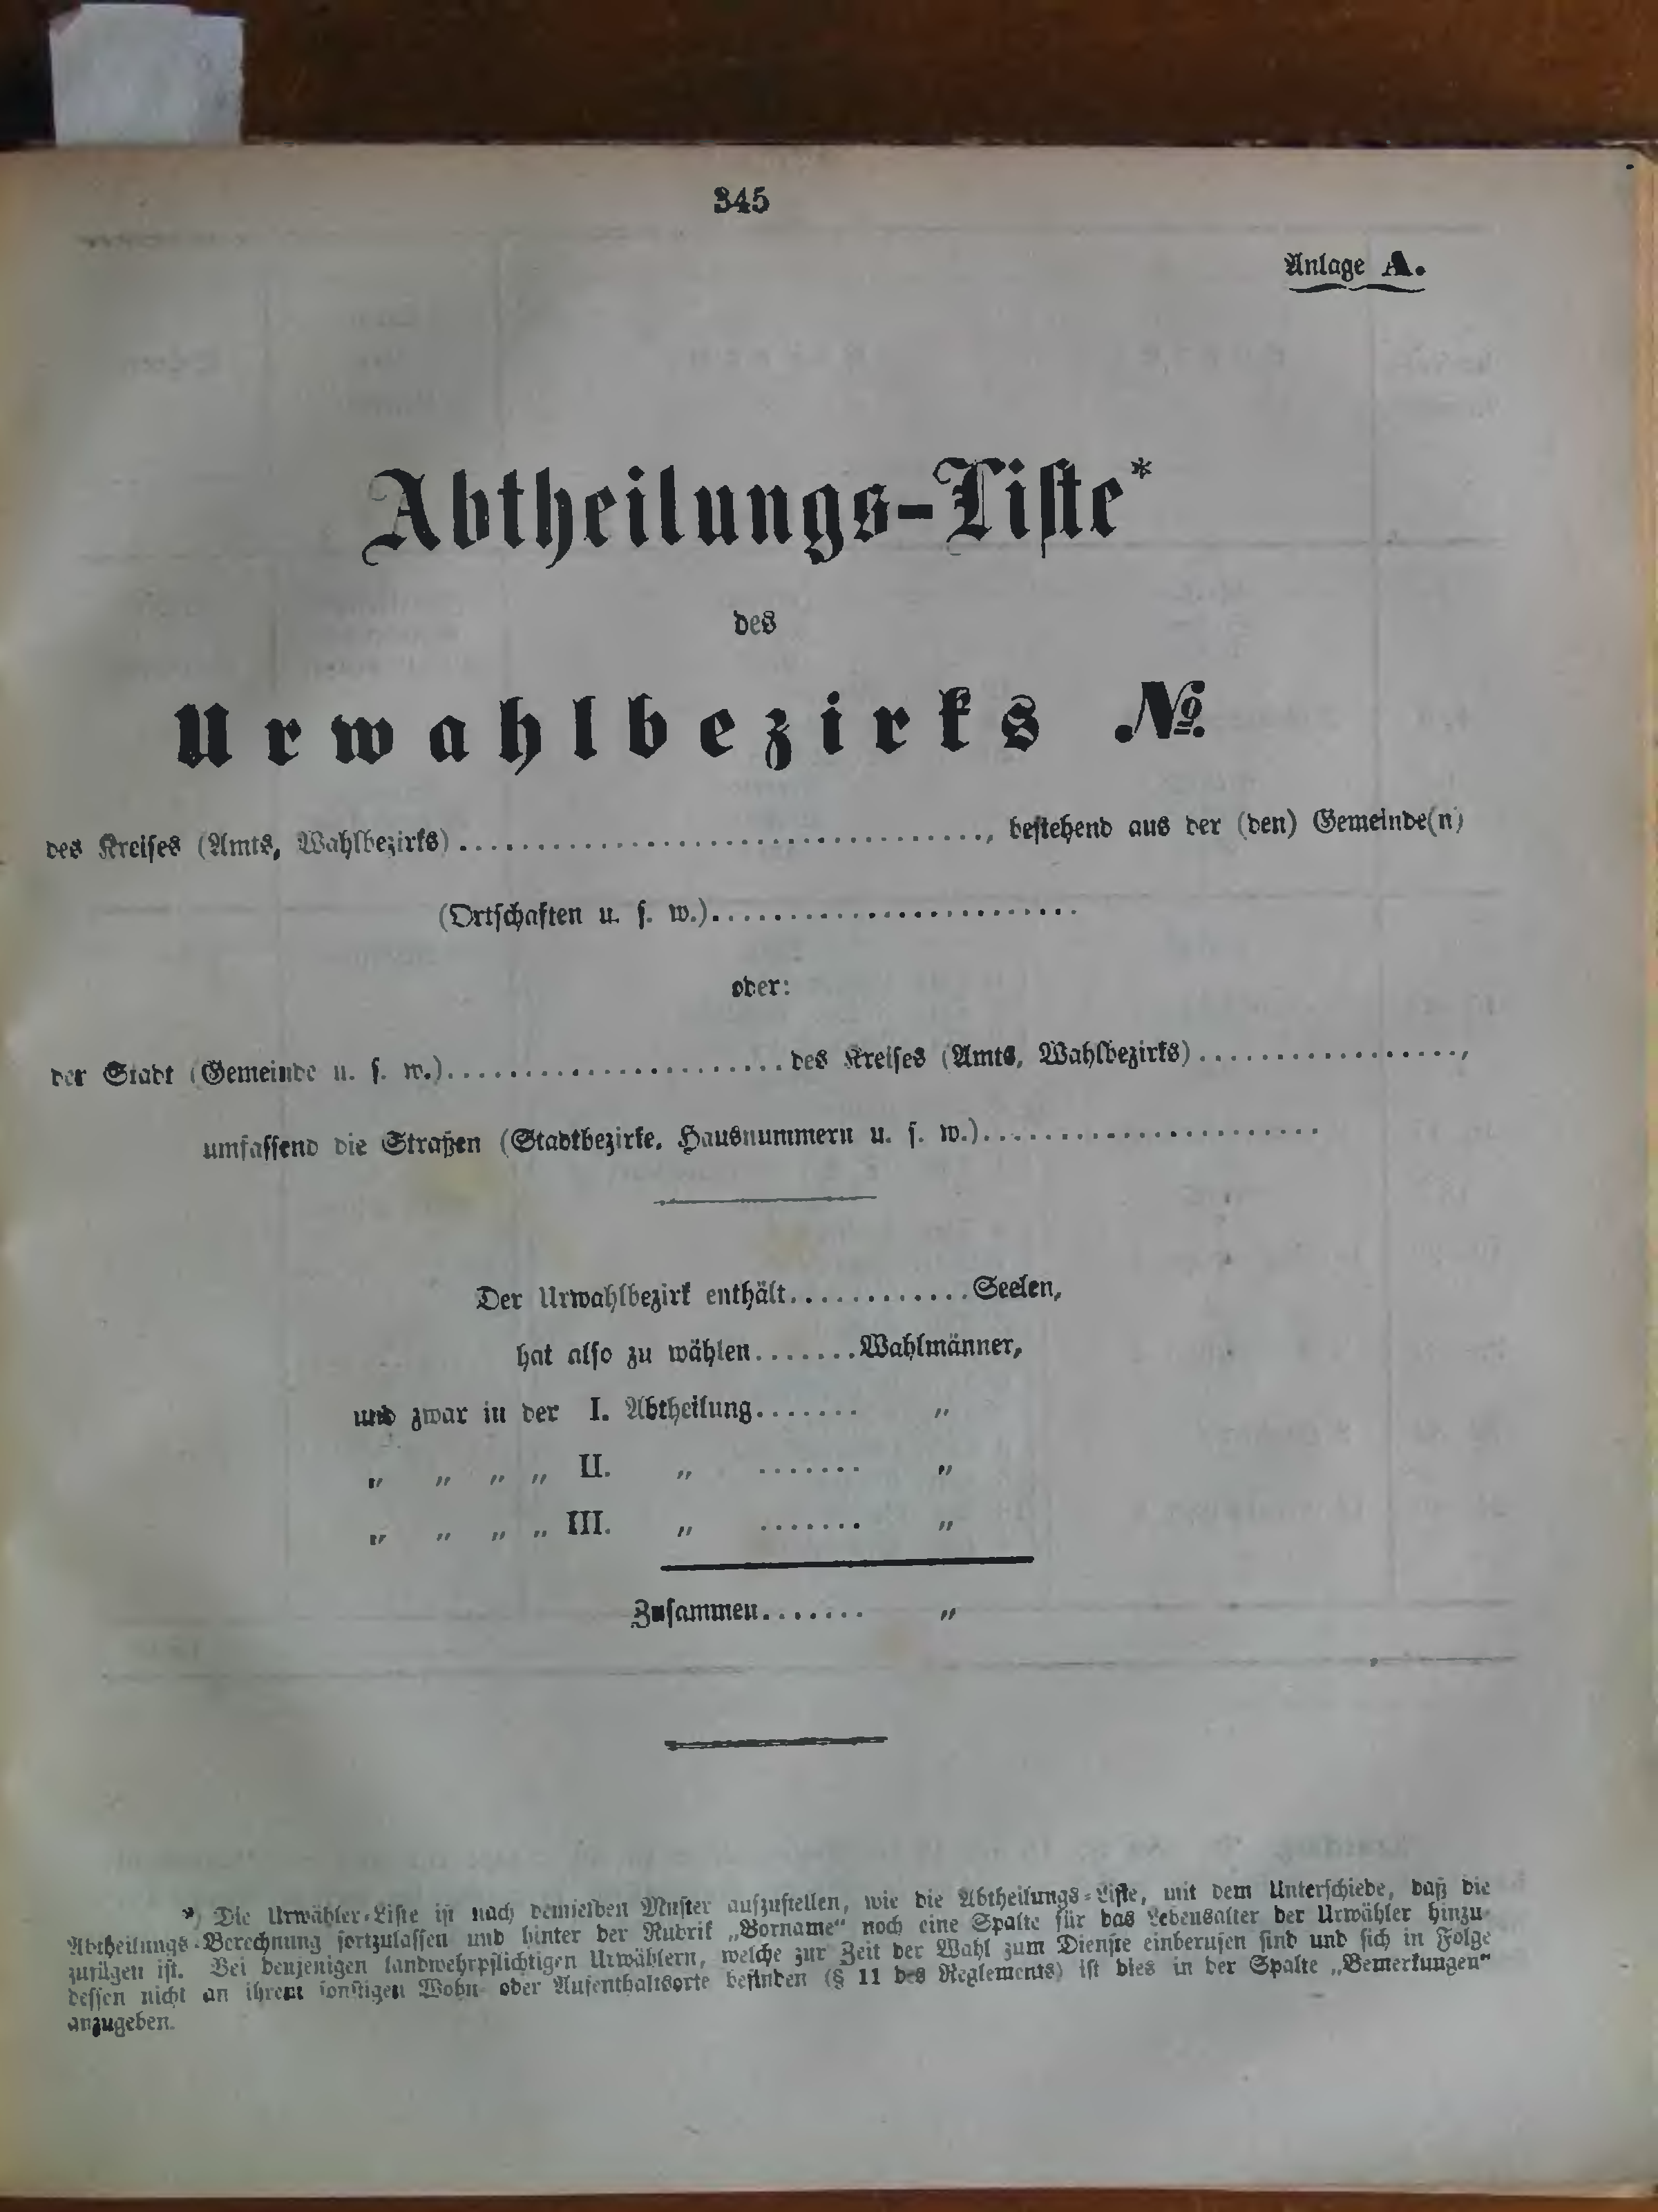 345
Anlage A.
Abtheilungs-Liste*
des
Urwahlbezirks №.
des Kreises (Amts, Wahlbezirks) ................................., bestehend aus der (den) Gemeinde(n)
(Ortschaften u. s. w.)........................
oder:
der Stadt (Gemeinde u. s. w.)......................des Kreises (Amts, Wahlbezirks)..................,
umfassend die Straßen (Stadtbezirke, Hausnummern u. s. w.)......................
Der Urwahlbezirk enthält............Seelen,
hat also zu wählen.......Wahlmänner,
und zwar in der I. Abtheilung....... „
„ „ „ „ II. „ ....... „
„ „ „ „ III. „ ....... „
Zusammen....... „
*) Die Urwähler-Liste ist nach demselben Muster aufzustellen, wie die Abtheilungs-Liste, mit dem Unterschiede, daß die
Abtheilungs-Berechnung fortzulassen und hinter der Rubrik „Vorname“ noch eine Spalte für das Lebensalter der Urwähler hinzu-
zufügen ist. Bei denjenigen landwehrpflichtigen Urwählern, welche zur Zeit der Wahl zum Dienste einberufen sind und sich in Folge
dessen nicht an ihrem sonstigen Wohn- oder Aufenthaltsorte befinden (§ 11 des Reglements) ist dies in der Spalte „Bemerkungen“
anzugeben.